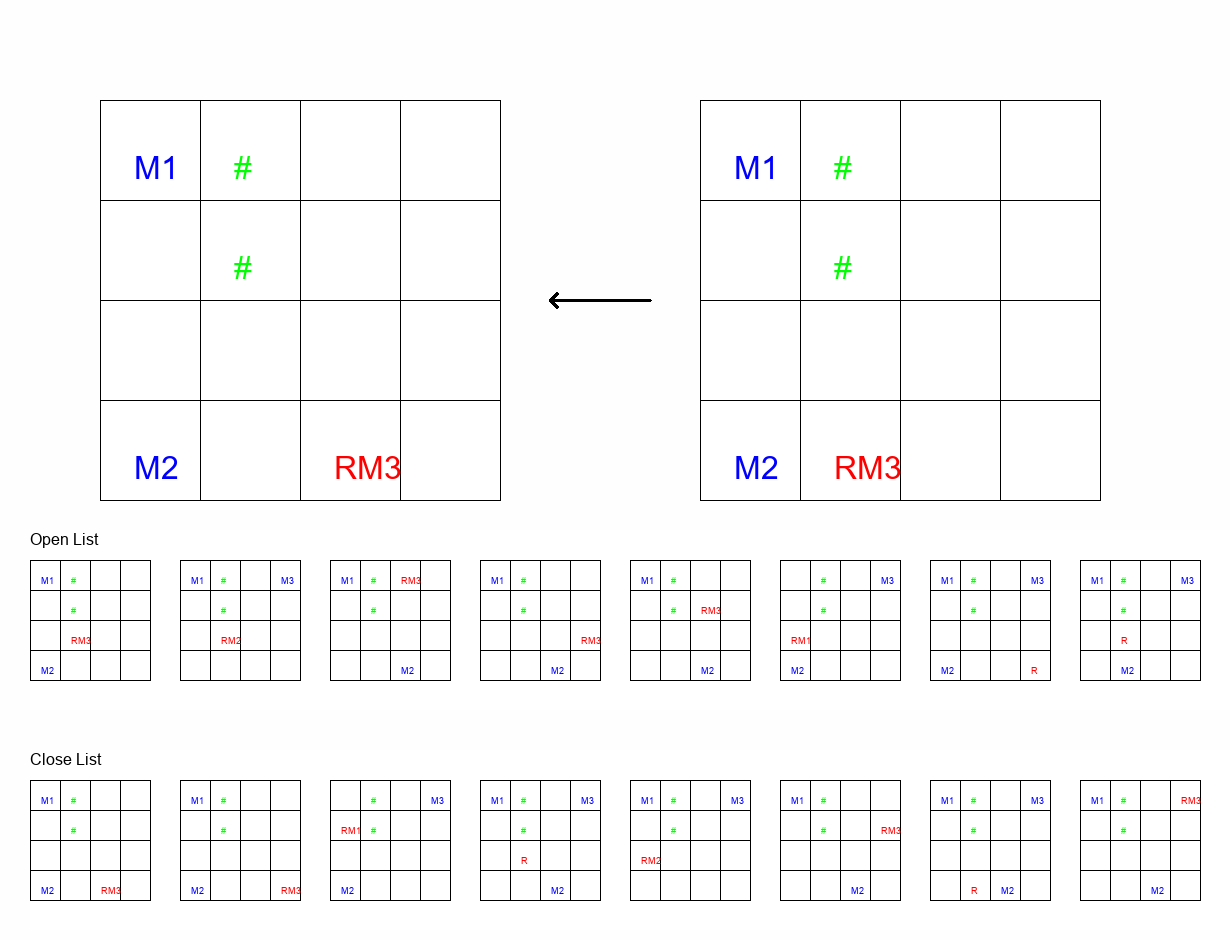 M1 # M1 #
# #
M2 RM3 M2 RM3
Open List
M1 # M1 # M3 M1 # RM3 M1 # M1 # # M3 M1 # M3 M1 # M3
# # # # # RM3 # # #
RM3 RM2 RM3 RM1 R
M2 M2 M2 M2 M2 M2 R M2
Close List
M1 # M1 # # M3 M1 # M3 M1 # M3 M1 # M1 # M3 M1 # RM3
# # RM1 # # # # RM3 # #
R RM2
M2 RM3 M2 RM3 M2 M2 M2 R M2 M2